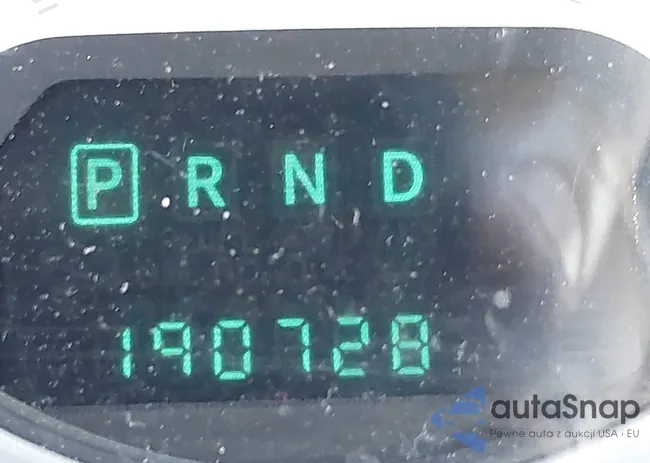 P R N D
190728
autaSnap
Pewne auta z aukcji USA i EU